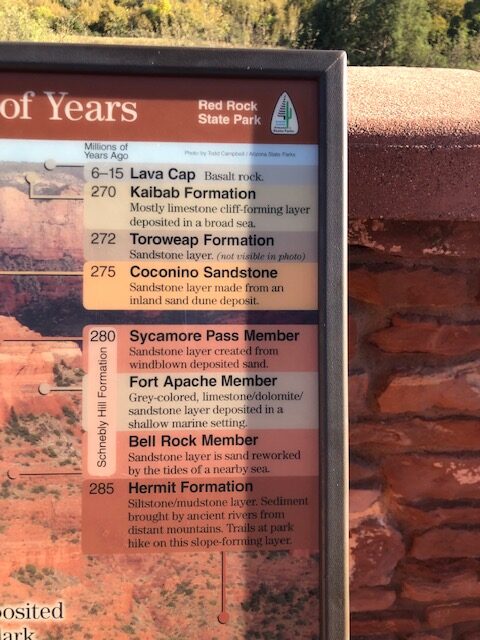 of Years
Red Rock
State Park
Millions of
Years Ago
Photo by Todd Campbell / Arizona State Parks
6–15 Lava Cap Basalt rock.
270 Kaibab Formation
Mostly limestone cliff-forming layer
deposited in a broad sea.
272 Toroweap Formation
Sandstone layer. (not visible in photo)
275 Coconino Sandstone
Sandstone layer made from an
inland sand dune deposit.
Schnebly Hill Formation
280 Sycamore Pass Member
Sandstone layer created from
windblown deposited sand.
Fort Apache Member
Grey-colored, limestone/dolomite/
sandstone layer deposited in a
shallow marine setting.
Bell Rock Member
Sandstone layer is sand reworked
by the tides of a nearby sea.
285 Hermit Formation
Siltstone/mudstone layer. Sediment
brought by ancient rivers from
distant mountains. Trails at park
hike on this slope-forming layer.
posited
lark